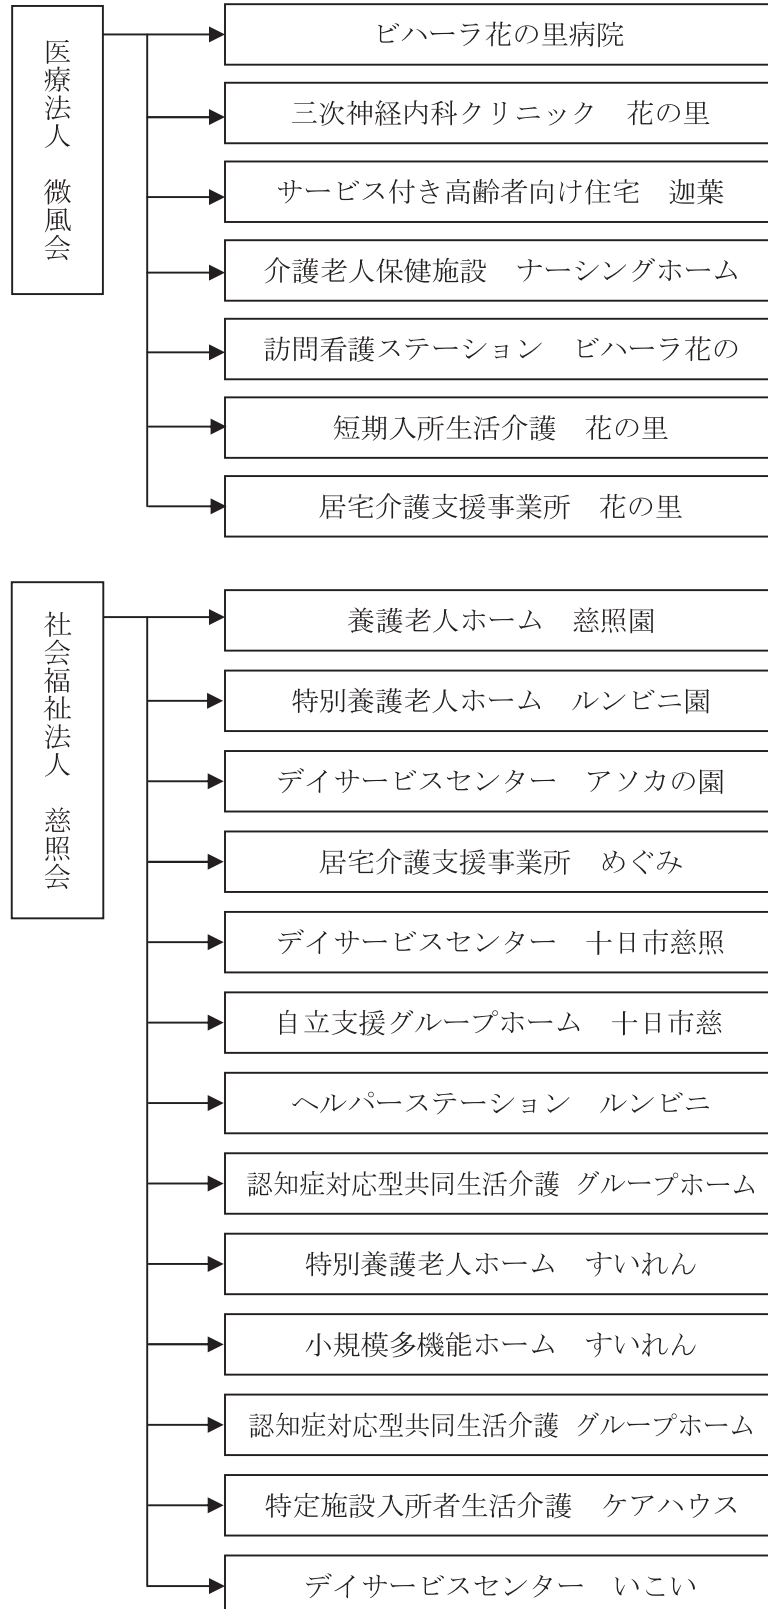 医療法人　微風会
ビハーラ花の里病院
三次神経内科クリニック　花の里
サービス付き高齢者向け住宅　迦葉
介護老人保健施設　ナーシングホーム
訪問看護ステーション　ビハーラ花の
短期入所生活介護　花の里
居宅介護支援事業所　花の里
社会福祉法人　慈照会
養護老人ホーム　慈照園
特別養護老人ホーム　ルンビニ園
デイサービスセンター　アソカの園
居宅介護支援事業所　めぐみ
デイサービスセンター　十日市慈照
自立支援グループホーム　十日市慈
ヘルパーステーション　ルンビニ
認知症対応型共同生活介護 グループホーム
特別養護老人ホーム　すいれん
小規模多機能ホーム　すいれん
認知症対応型共同生活介護 グループホーム
特定施設入所者生活介護　ケアハウス
デイサービスセンター　いこい